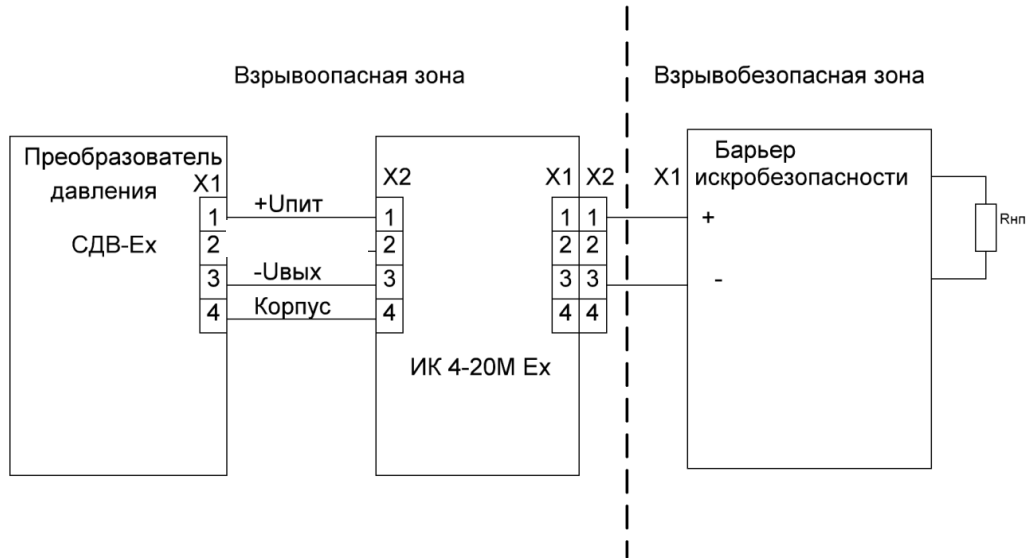 Взрывоопасная зона
Взрывобезопасная зона
Преобразователь
давления
СДВ-Ех
X1
1
2
3
4
+Uпит
-Uвых
Корпус
X2
1
2
3
4
ИК 4-20М Ех
X1 X2
1 1
2 2
3 3
4 4
X1
Барьер
искробезопасности
+
-
Rнп